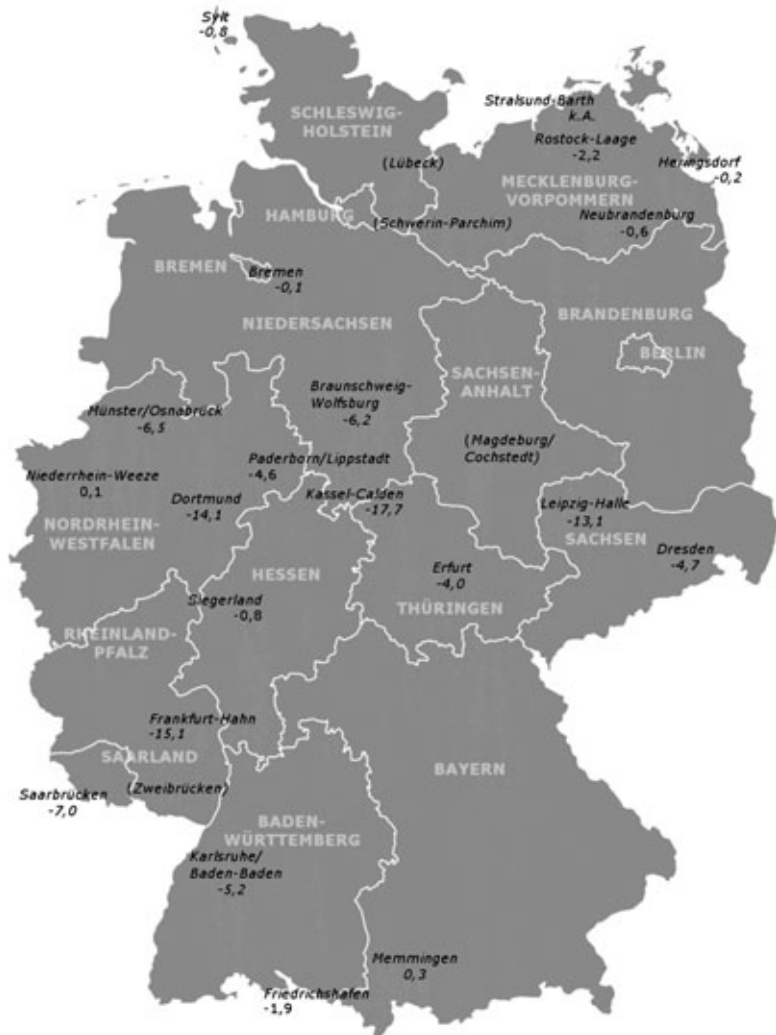 Sylt
-0,8
SCHLESWIG-
HOLSTEIN
Stralsund-Barth
k.A.
Rostock-Laage
-2,2
(Lübeck)
Heringsdorf
-0,2
MECKLENBURG-
VORPOMMERN
HAMBURG
(Schwerin-Parchim)
Neubrandenburg
-0,6
BREMEN
Bremen
-0,1
NIEDERSACHSEN
BRANDENBURG
BERLIN
SACHSEN-
ANHALT
Braunschweig-
Wolfsburg
-6,2
Münster/Osnabrück
-6,5
(Magdeburg/
Cochstedt)
Paderborn/Lippstadt
-4,6
Niederrhein-Weeze
0,1
Dortmund
-14,1
Kassel-Calden
-17,7
Leipzig-Halle
-13,1
NORDRHEIN-
WESTFALEN
SACHSEN
Dresden
-4,7
HESSEN
Erfurt
-4,0
THÜRINGEN
Siegerland
-0,8
RHEINLAND-
PFALZ
Frankfurt-Hahn
-15,1
SAARLAND
BAYERN
Saarbrücken
-7,0
(Zweibrücken)
BADEN-
WÜRTTEMBERG
Karlsruhe/
Baden-Baden
-5,2
Memmingen
0,3
Friedrichshafen
-1,9